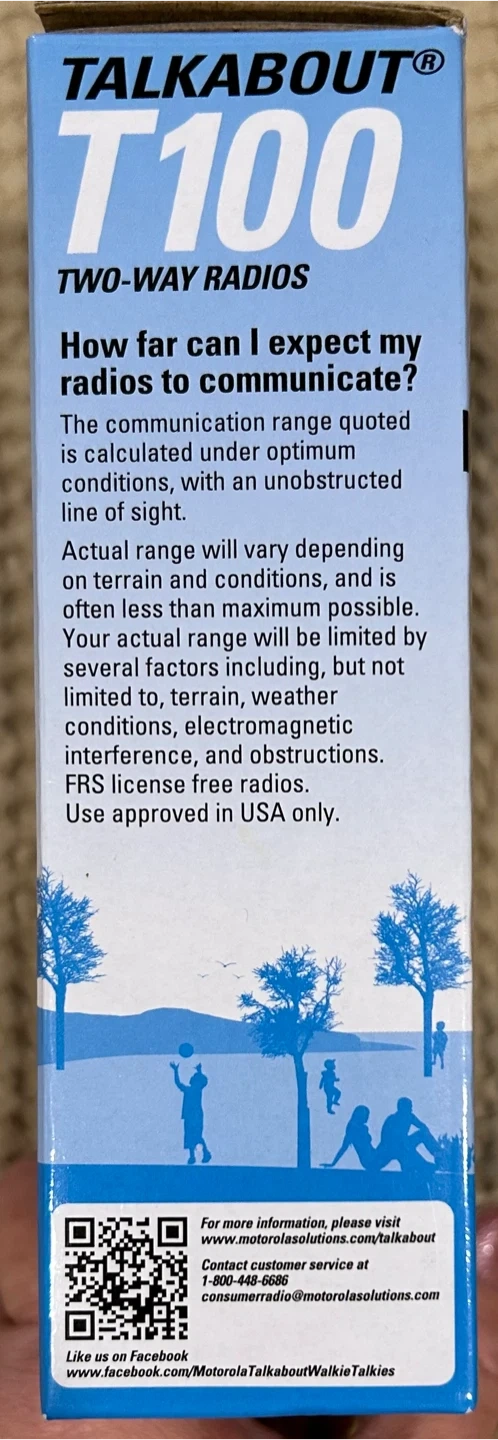 TALKABOUT®
T100
TWO-WAY RADIOS
How far can I expect my
radios to communicate?
The communication range quoted
is calculated under optimum
conditions, with an unobstructed
line of sight.
Actual range will vary depending
on terrain and conditions, and is
often less than maximum possible.
Your actual range will be limited by
several factors including, but not
limited to, terrain, weather
conditions, electromagnetic
interference, and obstructions.
FRS license free radios.
Use approved in USA only.
For more information, please visit
www.motorolasolutions.com/talkabout
Contact customer service at
1-800-448-6686
consumerradio@motorolasolutions.com
Like us on Facebook
www.facebook.com/MotorolaTalkaboutWalkieTalkies